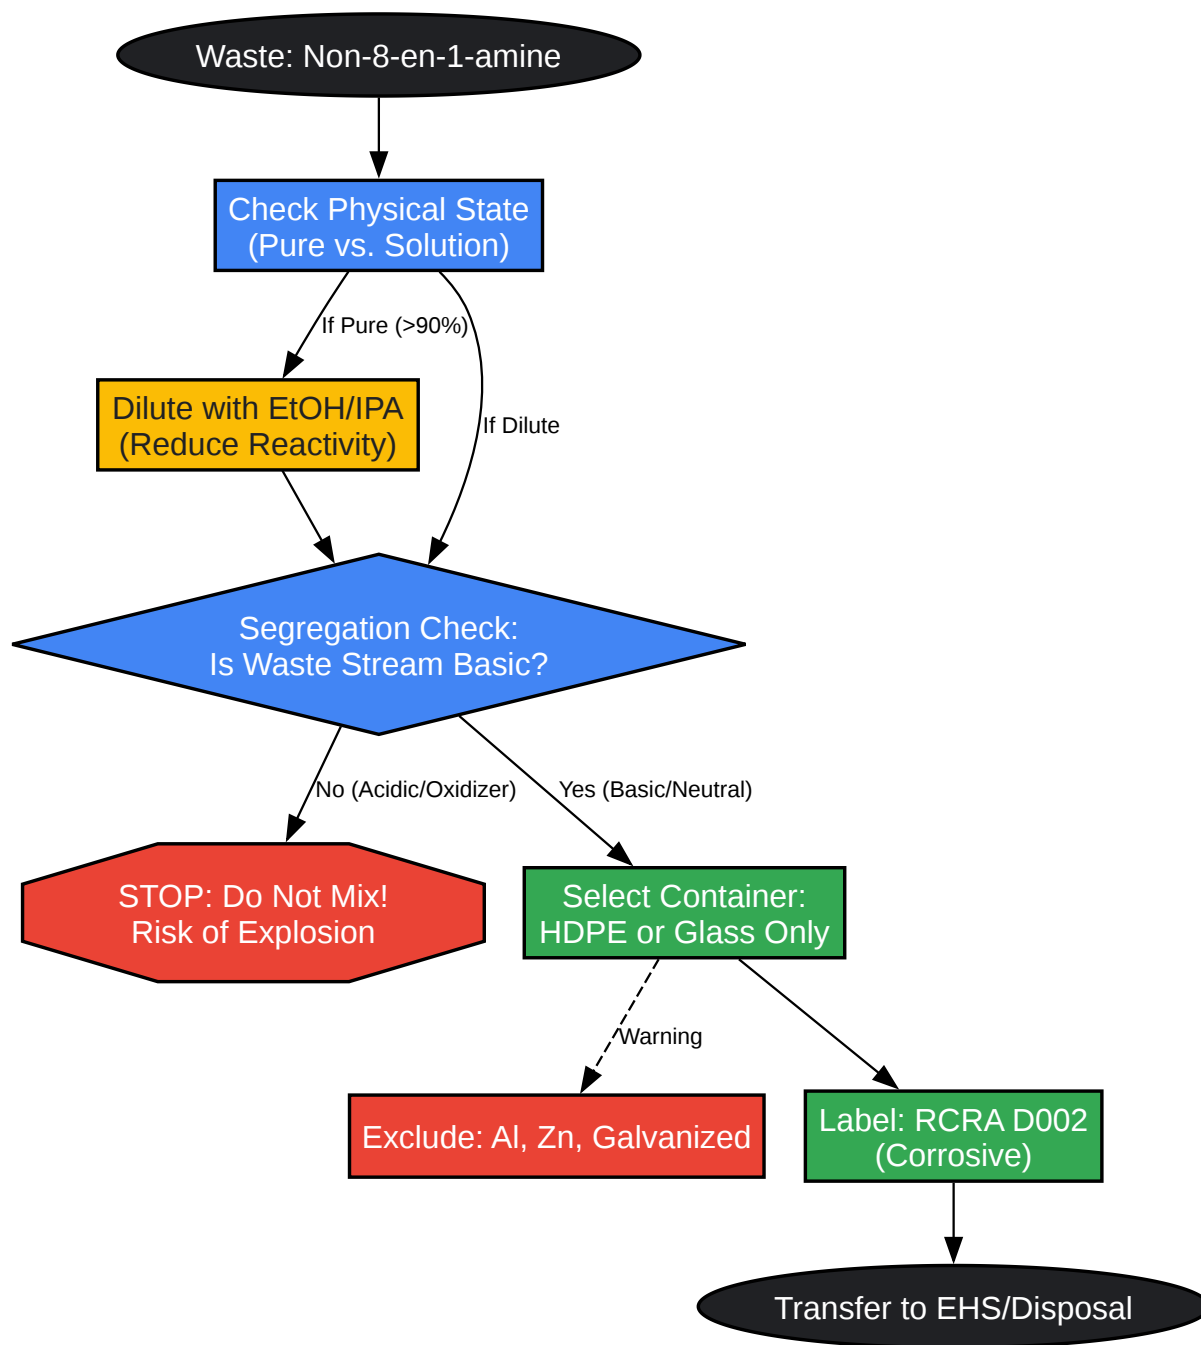 Waste: Non-8-en-1-amine
Check Physical State
(Pure vs. Solution)
If Pure (>90%)
Dilute with EtOH/IPA
(Reduce Reactivity)
If Dilute
Segregation Check:
Is Waste Stream Basic?
No (Acidic/Oxidizer)
Yes (Basic/Neutral)
STOP: Do Not Mix!
Risk of Explosion
Select Container:
HDPE or Glass Only
Warning
Exclude: Al, Zn, Galvanized
Label: RCRA D002
(Corrosive)
Transfer to EHS/Disposal